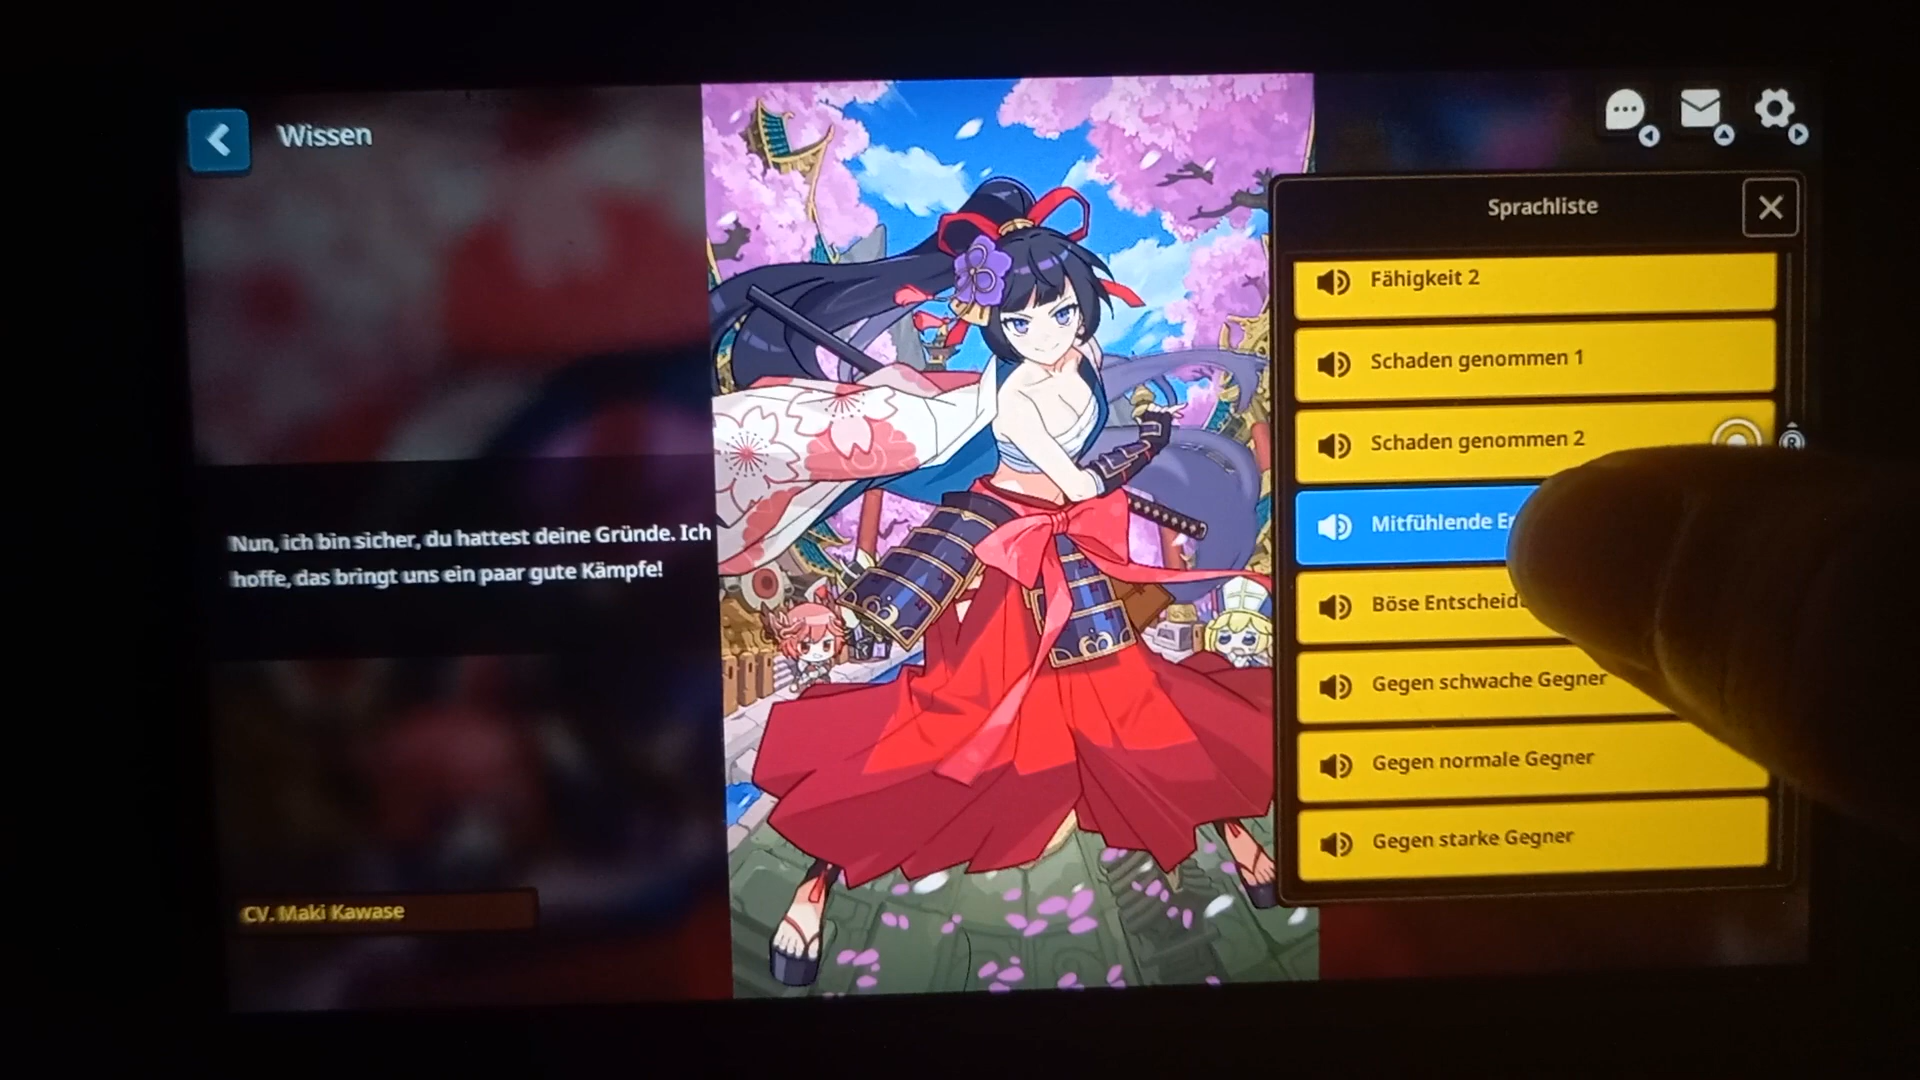 Wissen
Nun, ich bin sicher, du hattest deine Gründe. Ich
hoffe, das bringt uns ein paar gute Kämpfe!
CV. Maki Kawase
Sprachliste
Fähigkeit 2
Schaden genommen 1
Schaden genommen 2
R
Mitfühlende
Böse
Gegen schwache Gegner
Gegen normale Gegner
Gegen starke Gegner